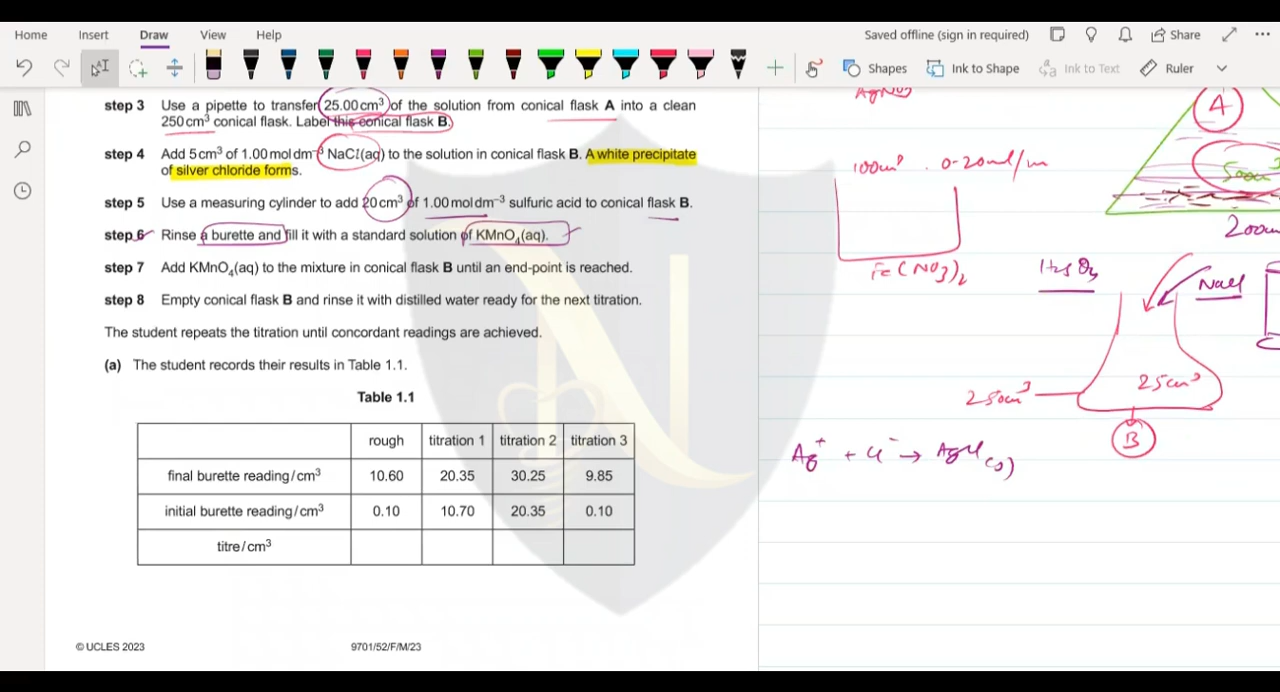 Home Insert Draw View Help
Saved offline (sign in required)
Share
Shapes Ink to Shape Ink to Text Ruler
step 3 Use a pipette to transfer 25.00 cm³ of the solution from conical flask A into a clean
250 cm³ conical flask. Label this conical flask B.
step 4 Add 5 cm³ of 1.00 mol dm⁻³ NaCl(aq) to the solution in conical flask B. A white precipitate
of silver chloride forms.
step 5 Use a measuring cylinder to add 20 cm³ of 1.00 mol dm⁻³ sulfuric acid to conical flask B.
step 6 Rinse a burette and fill it with a standard solution of KMnO₄(aq).
step 7 Add KMnO₄(aq) to the mixture in conical flask B until an end-point is reached.
step 8 Empty conical flask B and rinse it with distilled water ready for the next titration.
The student repeats the titration until concordant readings are achieved.
(a) The student records their results in Table 1.1.
Table 1.1
rough titration 1 titration 2 titration 3
final burette reading / cm³ 10.60 20.35 30.25 9.85
initial burette reading / cm³ 0.10 10.70 20.35 0.10
titre / cm³
© UCLES 2023
9701/52/F/M/23
AgNO3
A
100cm³ . 0.20mol/
Fe(NO3)2
H2SO4
NaCl
250cm³
25cm³
B
Ag⁺ + Cl⁻ → AgCl(s)